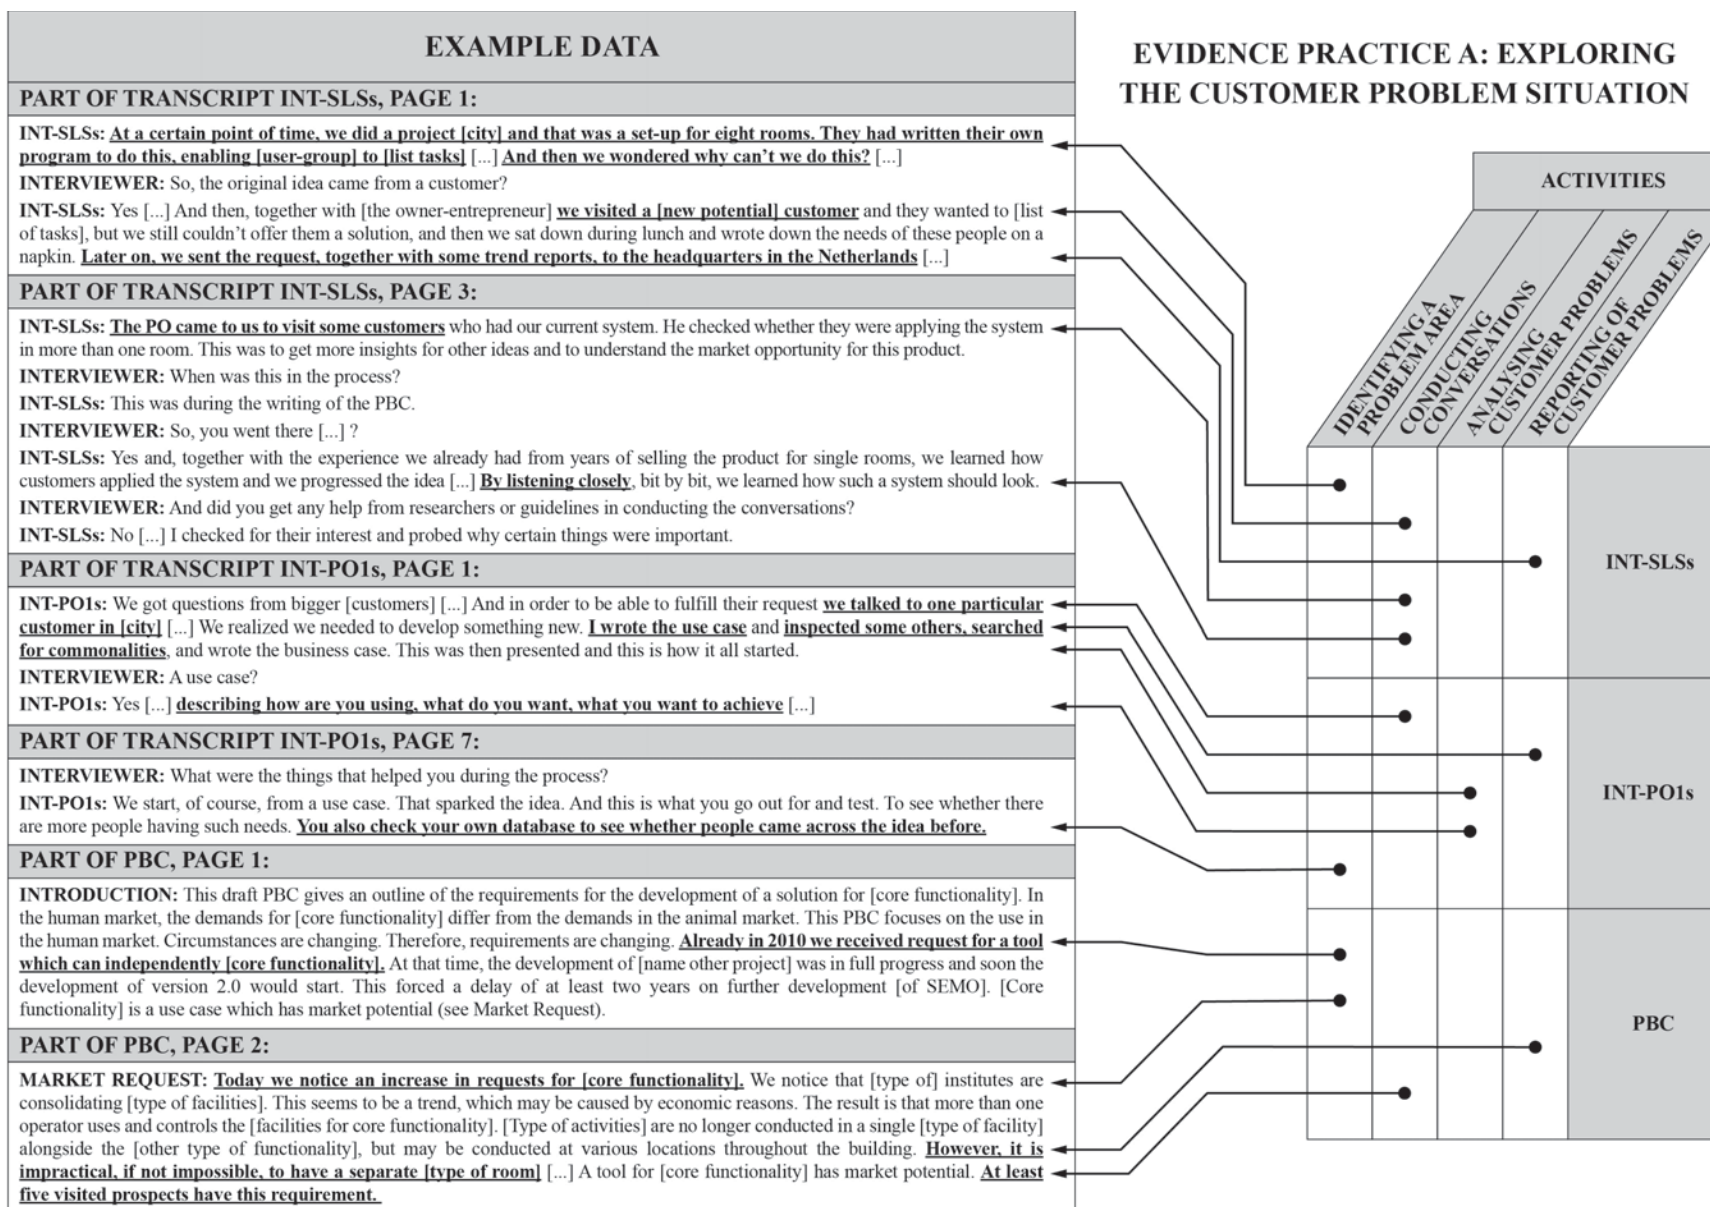 EXAMPLE DATA
PART OF TRANSCRIPT INT-SLSs, PAGE 1:
INT-SLSs: At a certain point of time, we did a project [city] and that was a set-up for eight rooms. They had written their own
program to do this, enabling [user-group] to [list tasks] [...] And then we wondered why can't we do this? [...]
INTERVIEWER: So, the original idea came from a customer?
INT-SLSs: Yes [...] And then, together with [the owner-entrepreneur] we visited a [new potential] customer and they wanted to [list
of tasks], but we still couldn't offer them a solution, and then we sat down during lunch and wrote down the needs of these people on a
napkin. Later on, we sent the request, together with some trend reports, to the headquarters in the Netherlands [...]
PART OF TRANSCRIPT INT-SLSs, PAGE 3:
INT-SLSs: The PO came to us to visit some customers who had our current system. He checked whether they were applying the system
in more than one room. This was to get more insights for other ideas and to understand the market opportunity for this product.
INTERVIEWER: When was this in the process?
INT-SLSs: This was during the writing of the PBC.
INTERVIEWER: So, you went there [...] ?
INT-SLSs: Yes and, together with the experience we already had from years of selling the product for single rooms, we learned how
customers applied the system and we progressed the idea [...] By listening closely, bit by bit, we learned how such a system should look.
INTERVIEWER: And did you get any help from researchers or guidelines in conducting the conversations?
INT-SLSs: No [...] I checked for their interest and probed why certain things were important.
PART OF TRANSCRIPT INT-PO1s, PAGE 1:
INT-PO1s: We got questions from bigger [customers] [...] And in order to be able to fulfill their request we talked to one particular
customer in [city] [...] We realized we needed to develop something new. I wrote the use case and inspected some others, searched
for commonalities, and wrote the business case. This was then presented and this is how it all started.
INTERVIEWER: A use case?
INT-PO1s: Yes [...] describing how are you using, what do you want, what you want to achieve [...]
PART OF TRANSCRIPT INT-PO1s, PAGE 7:
INTERVIEWER: What were the things that helped you during the process?
INT-PO1s: We start, of course, from a use case. That sparked the idea. And this is what you go out for and test. To see whether there
are more people having such needs. You also check your own database to see whether people came across the idea before.
PART OF PBC, PAGE 1:
INTRODUCTION: This draft PBC gives an outline of the requirements for the development of a solution for [core functionality]. In
the human market, the demands for [core functionality] differ from the demands in the animal market. This PBC focuses on the use in
the human market. Circumstances are changing. Therefore, requirements are changing. Already in 2010 we received request for a tool
which can independently [core functionality]. At that time, the development of [name other project] was in full progress and soon the
development of version 2.0 would start. This forced a delay of at least two years on further development [of SEMO]. [Core
functionality] is a use case which has market potential (see Market Request).
PART OF PBC, PAGE 2:
MARKET REQUEST: Today we notice an increase in requests for [core functionality]. We notice that [type of] institutes are
consolidating [type of facilities]. This seems to be a trend, which may be caused by economic reasons. The result is that more than one
operator uses and controls the [facilities for core functionality]. [Type of activities] are no longer conducted in a single [type of facility]
alongside the [other type of functionality], but may be conducted at various locations throughout the building. However, it is
impractical, if not impossible, to have a separate [type of room] [...] A tool for [core functionality] has market potential. At least
five visited prospects have this requirement.
EVIDENCE PRACTICE A: EXPLORING
THE CUSTOMER PROBLEM SITUATION
ACTIVITIES
IDENTIFYING A
PROBLEM AREA
CONDUCTING
CONVERSATIONS
ANALYSING
CUSTOMER PROBLEMS
REPORTING OF
CUSTOMER PROBLEMS
INT-SLSs
INT-PO1s
PBC